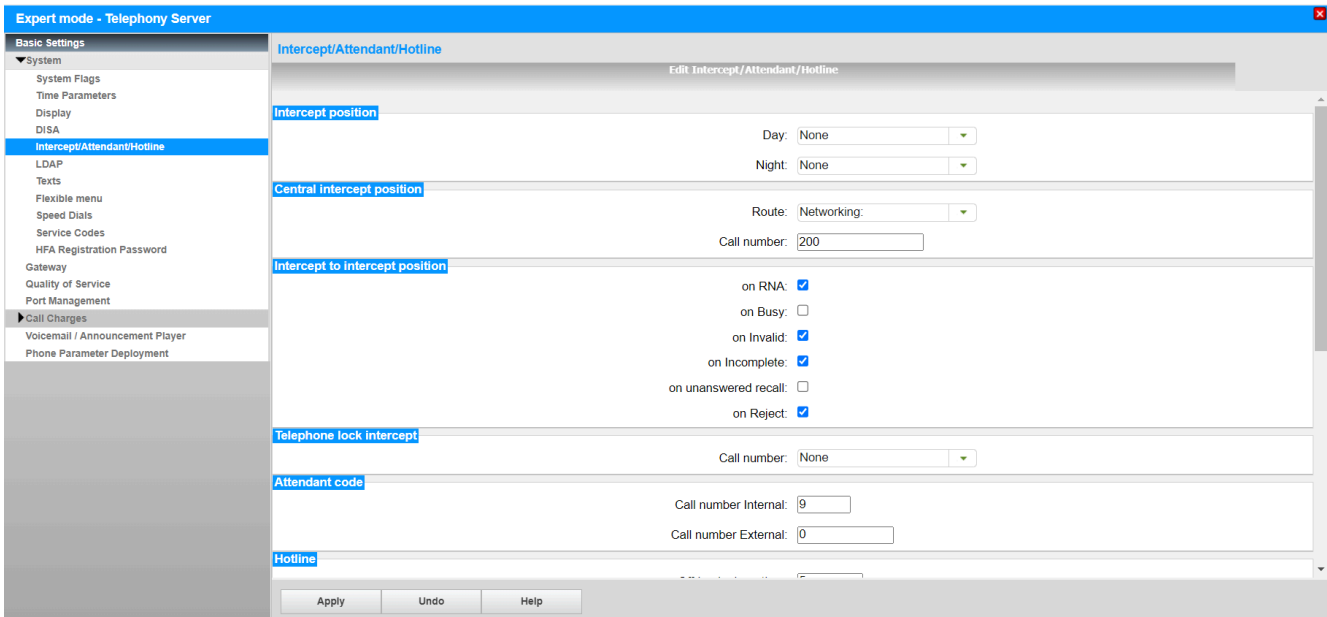 Expert mode - Telephony Server
Basic Settings
System
System Flags
Time Parameters
Display
DISA
Intercept/Attendant/Hotline
LDAP
Texts
Flexible menu
Speed Dials
Service Codes
HFA Registration Password
Gateway
Quality of Service
Port Management
Call Charges
Voicemail / Announcement Player
Phone Parameter Deployment
Intercept/Attendant/Hotline
Edit Intercept/Attendant/Hotline
Intercept position
Day: None
Night: None
Central intercept position
Route: Networking:
Call number: 200
Intercept to intercept position
on RNA:
on Busy:
on Invalid:
on Incomplete:
on unanswered recall:
on Reject:
Telephone lock intercept
Call number: None
Attendant code
Call number Internal: 9
Call number External: 0
Hotline
Apply Undo Help